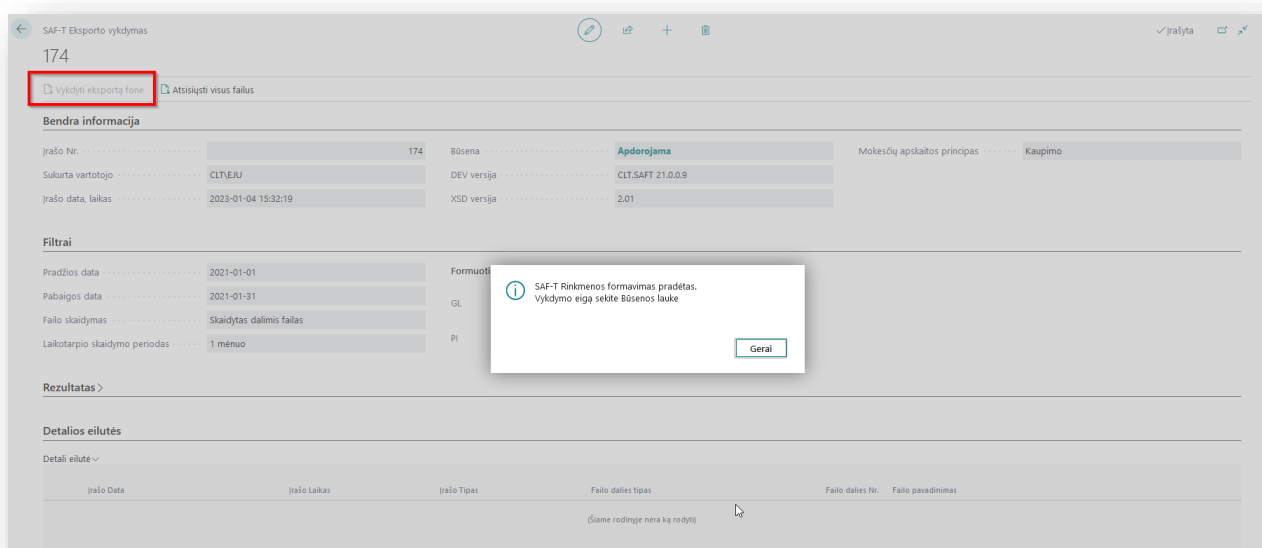 SAF-T Eksporto vykdymas
✓ Įrašyta
174
Vykdyti eksportą fone
Atsisiųsti visus failus
Bendra informacija
Įrašo Nr. 174
Būsena Apdorojama
Mokesčių apskaitos principas Kaupimo
Sukurta vartotojo CLT\EJU
DEV versija CLT.SAFT 21.0.0.9
Įrašo data, laikas 2023-01-04 15:32:19
XSD versija 2.01
Filtrai
Pradžios data 2021-01-01
Formuoti
Pabaigos data 2021-01-31
GL
Failo skaidymas Skaidytas dalimis failas
PI
Laikotarpio skaidymo periodas 1 mėnuo
SAF-T Rinkmenos formavimas pradėtas.
Vykdymo eigą sekite Būsenos lauke
Gerai
Rezultatas >
Detalios eilutės
Detali eilutė
Įrašo Data Įrašo Laikas Įrašo Tipas Failo dalies tipas Failo dalies Nr. Failo pavadinimas
(Šiame rodinyje nėra ką rodyti)